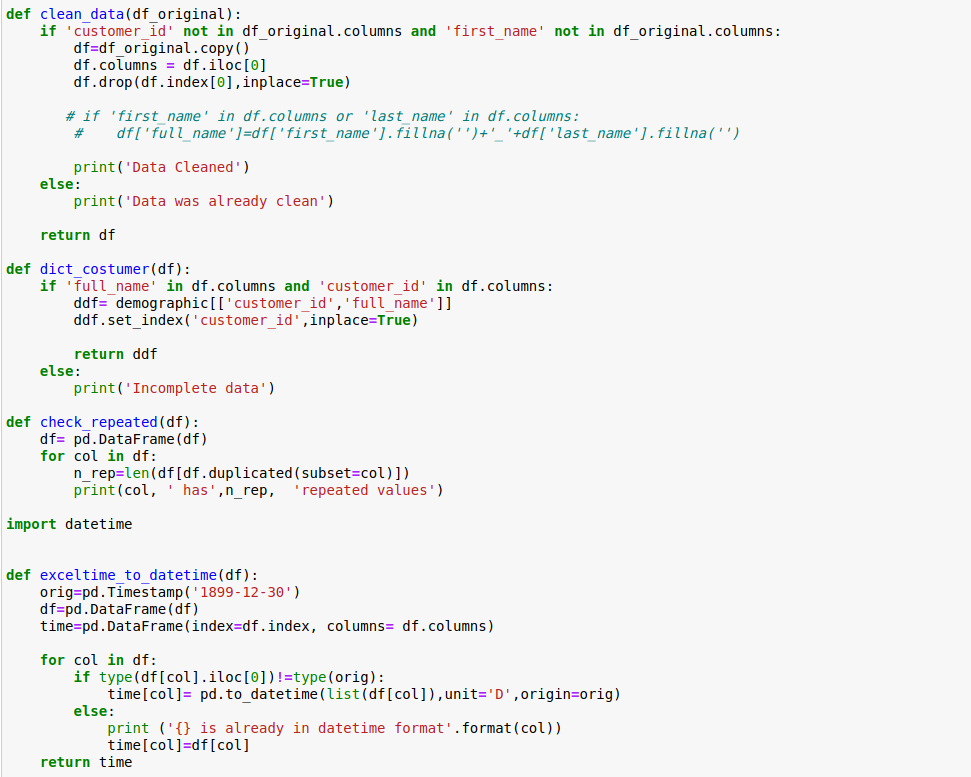 def clean_data(df_original):
    if 'customer_id' not in df_original.columns and 'first_name' not in df_original.columns:
        df=df_original.copy()
        df.columns = df.iloc[0]
        df.drop(df.index[0],inplace=True)

       # if 'first_name' in df.columns or 'last_name' in df.columns:
        #    df['full_name']=df['first_name'].fillna('')+'_'+df['last_name'].fillna('')

        print('Data Cleaned')
    else:
        print('Data was already clean')

    return df

def dict_costumer(df):
    if 'full_name' in df.columns and 'customer_id' in df.columns:
        ddf= demographic[['customer_id','full_name']]
        ddf.set_index('customer_id',inplace=True)

        return ddf
    else:
        print('Incomplete data')

def check_repeated(df):
    df= pd.DataFrame(df)
    for col in df:
        n_rep=len(df[df.duplicated(subset=col)])
        print(col, ' has',n_rep,  'repeated values')

import datetime


def exceltime_to_datetime(df):
    orig=pd.Timestamp('1899-12-30')
    df=pd.DataFrame(df)
    time=pd.DataFrame(index=df.index, columns= df.columns)

    for col in df:
        if type(df[col].iloc[0])!=type(orig):
            time[col]= pd.to_datetime(list(df[col]),unit='D',origin=orig)
        else:
            print ('{} is already in datetime format'.format(col))
            time[col]=df[col]
    return time